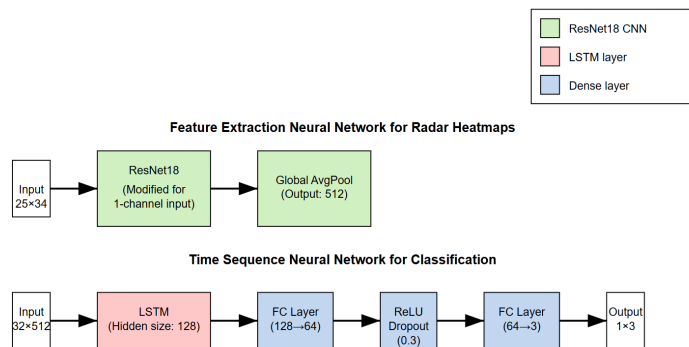 ResNet18 CNN
LSTM layer
Dense layer
Feature Extraction Neural Network for Radar Heatmaps
Input
25×34
ResNet18
(Modified for
1-channel input)
Global AvgPool
(Output: 512)
Time Sequence Neural Network for Classification
Input
32×512
LSTM
(Hidden size: 128)
FC Layer
(128→64)
ReLU
Dropout
(0.3)
FC Layer
(64→3)
Output
1×3